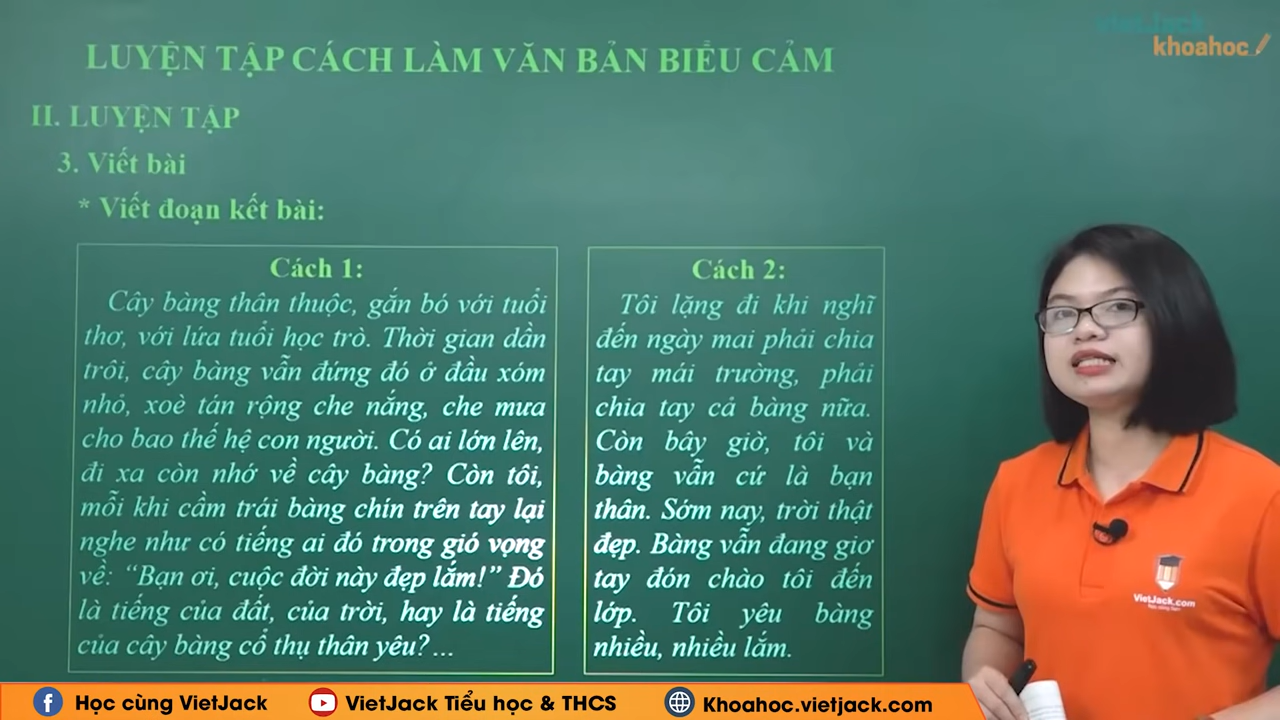 vietJack
khoahoc
LUYỆN TẬP CÁCH LÀM VĂN BẢN BIỂU CẢM
II. LUYỆN TẬP
3. Viết bài
* Viết đoạn kết bài:
Cách 1:
Cây bàng thân thuộc, gắn bó với tuổi
thơ, với lứa tuổi học trò. Thời gian dần
trôi, cây bàng vẫn đứng đó ở đầu xóm
nhỏ, xoè tán rộng che nắng, che mưa
cho bao thế hệ con người. Có ai lớn lên,
đi xa còn nhớ về cây bàng? Còn tôi,
mỗi khi cầm trái bàng chín trên tay lại
nghe như có tiếng ai đó trong gió vọng
về: “Bạn ơi, cuộc đời này đẹp lắm!” Đó
là tiếng của đất, của trời, hay là tiếng
của cây bàng cổ thụ thân yêu?...
Cách 2:
Tôi lặng đi khi nghĩ
đến ngày mai phải chia
tay mái trường, phải
chia tay cả bàng nữa.
Còn bây giờ, tôi và
bàng vẫn cứ là bạn
thân. Sớm nay, trời thật
đẹp. Bàng vẫn đang giơ
tay đón chào tôi đến
lớp. Tôi yêu bàng
nhiều, nhiều lắm.
VietJack.com
Học cùng VietJack
VietJack Tiểu học & THCS
Khoahoc.vietjack.com